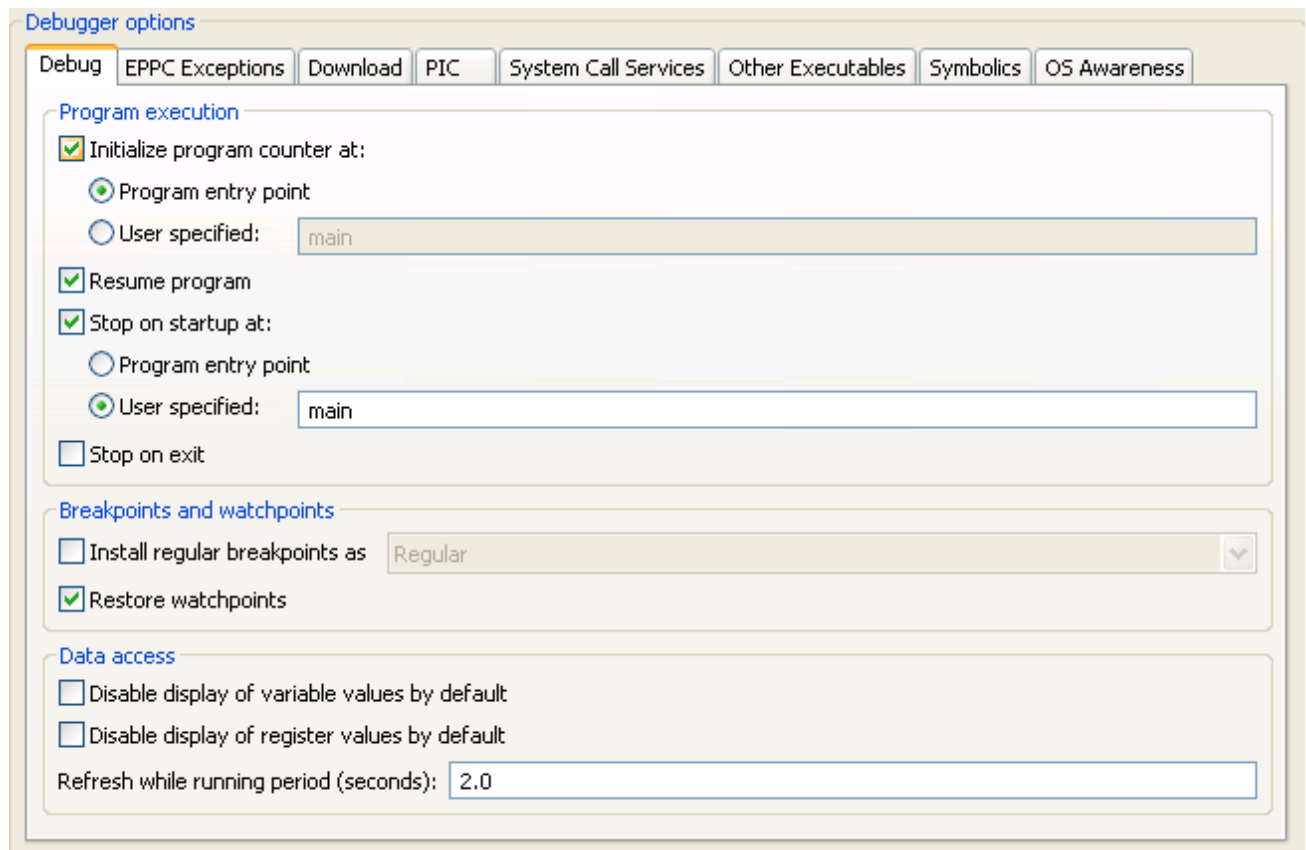 Debugger options
Debug EPPC Exceptions Download PIC System Call Services Other Executables Symbolics OS Awareness
Program execution
Initialize program counter at:
Program entry point
User specified: main
Resume program
Stop on startup at:
Program entry point
User specified: main
Stop on exit
Breakpoints and watchpoints
Install regular breakpoints as Regular
Restore watchpoints
Data access
Disable display of variable values by default
Disable display of register values by default
Refresh while running period (seconds): 2.0